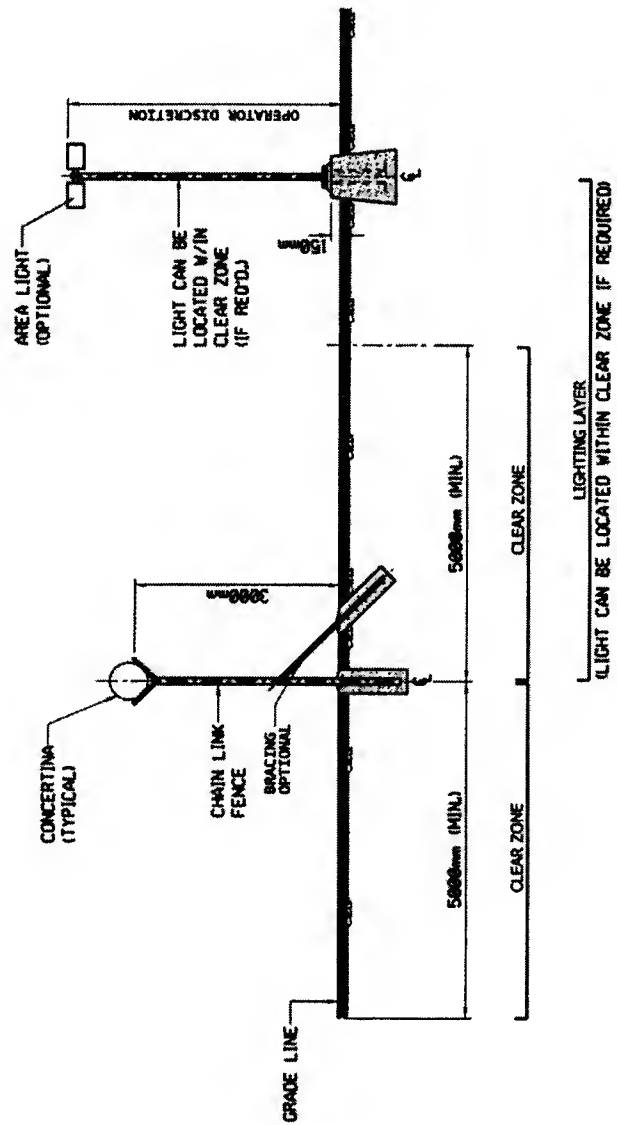 CONCERTINA
(TYPICAL)
AREA LIGHT
(OPTIONAL)
CHAIN LINK
FENCE
BRACING
OPTIONAL
3000mm
LIGHT CAN BE
LOCATED W/IN
CLEAR ZONE
(IF REQ'D.)
OPERATOR DISCRETION
150mm
GRADE LINE
5000mm (MIN.)
5000mm (MIN.)
CLEAR ZONE
CLEAR ZONE
LIGHTING LAYER
(LIGHT CAN BE LOCATED WITHIN CLEAR ZONE IF REQUIRED)